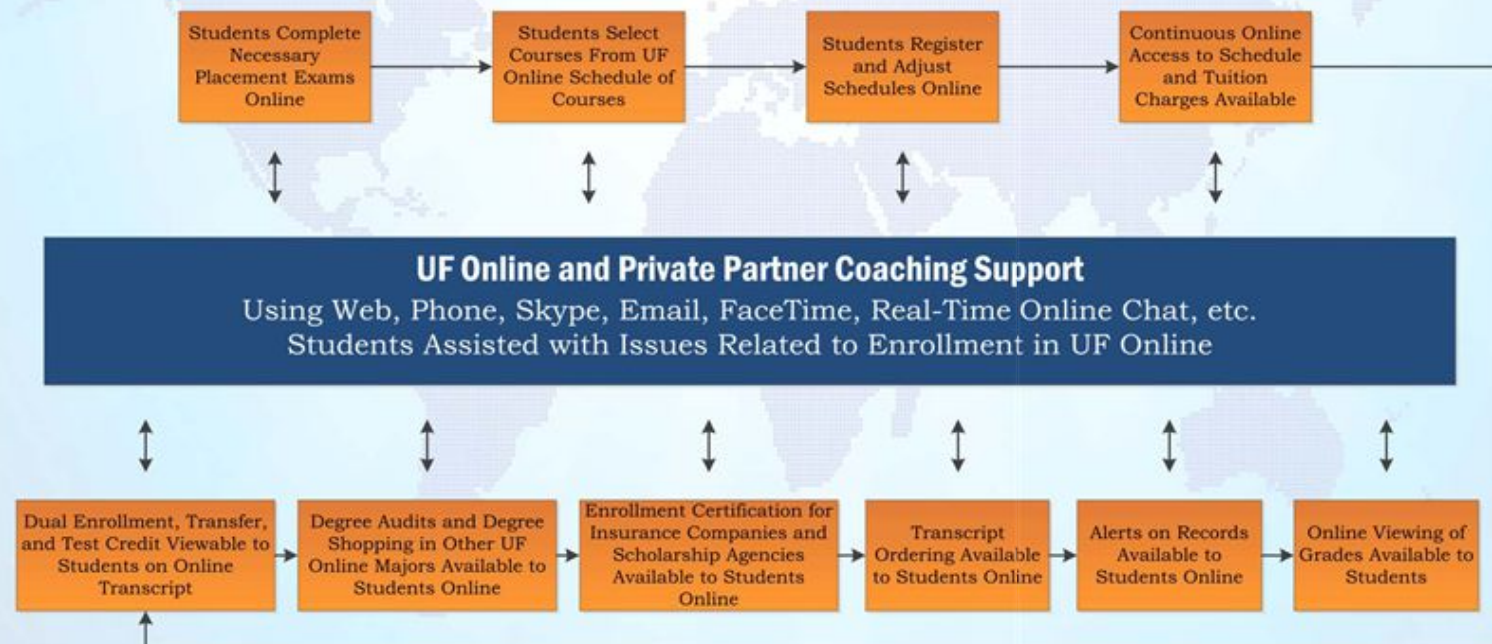 Students Complete
Necessary
Placement Exams
Online
Students Select
Courses From UF
Online Schedule of
Courses
Students Register
and Adjust
Schedules Online
Continuous Online
Access to Schedule
and Tuition
Charges Available
UF Online and Private Partner Coaching Support
Using Web, Phone, Skype, Email, FaceTime, Real-Time Online Chat, etc.
Students Assisted with Issues Related to Enrollment in UF Online
Dual Enrollment, Transfer,
and Test Credit Viewable to
Students on Online
Transcript
Degree Audits and Degree
Shopping in Other UF
Online Majors Available to
Students Online
Enrollment Certification for
Insurance Companies and
Scholarship Agencies
Available to Students
Online
Transcript
Ordering Available
to Students Online
Alerts on Records
Available to
Students Online
Online Viewing of
Grades Available to
Students